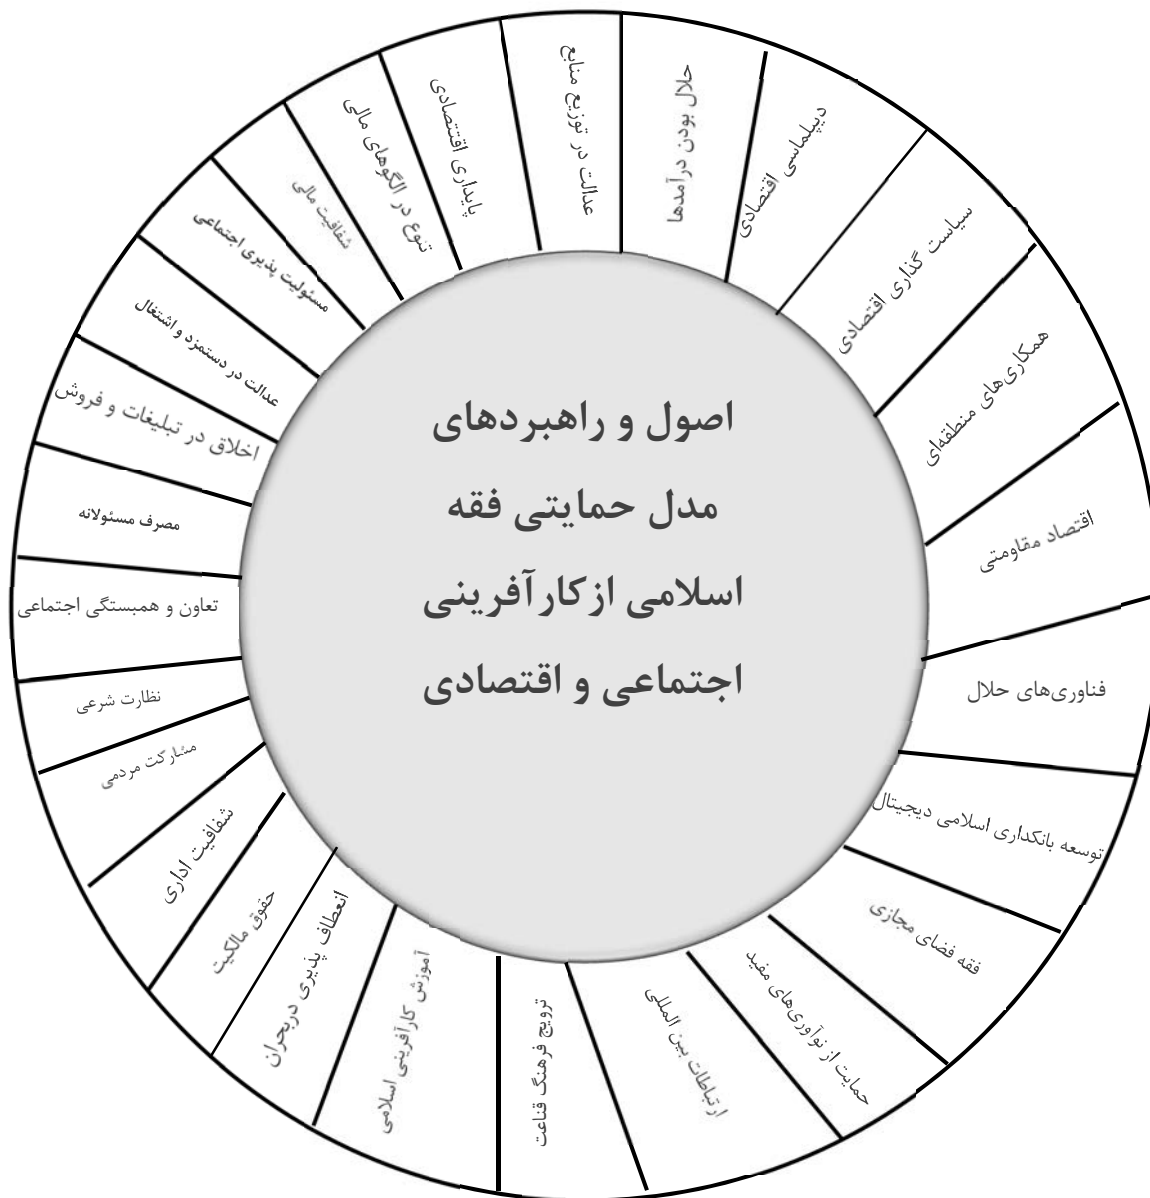 اصول و راهبردهای
مدل حمایتی فقه
اسلامی ازکارآفرینی
اجتماعی و اقتصادی
حلال بودن درآمدها
دیپلماسی اقتصادی
سیاست گذاری اقتصادی
همکاری‌های منطقه‌ای
اقتصاد مقاومتی
فناوری‌های حلال
توسعه بانکداری اسلامی دیجیتال
فقه فضای مجازی
حمایت از نوآوری‌های مفید
ارتباطات بین المللی
ترویج فرهنگ قناعت
آموزش کارآفرینی اسلامی
انعطاف پذیری دربحران
حقوق مالکیت
شفافیت اداری
مشارکت مردمی
نظارت شرعی
تعاون و همبستگی اجتماعی
مصرف مسئولانه
اخلاق در تبلیغات و فروش
عدالت در دستمزد و اشتغال
مسئولیت پذیری اجتماعی
شفافیت مالی
تنوع در الگوهای مالی
پایداری اقتتصادی
عدالت در توزیع منابع